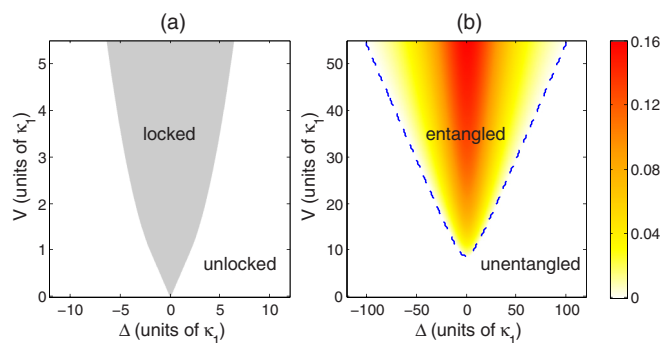 (a)
5
4
3
2
1
0
V (units of κ₁)
locked
unlocked
−10 −5 0 5 10
Δ (units of κ₁)
(b)
50
40
30
20
10
0
V (units of κ₁)
entangled
unentangled
−100 −50 0 50 100
Δ (units of κ₁)
0.16
0.12
0.08
0.04
0